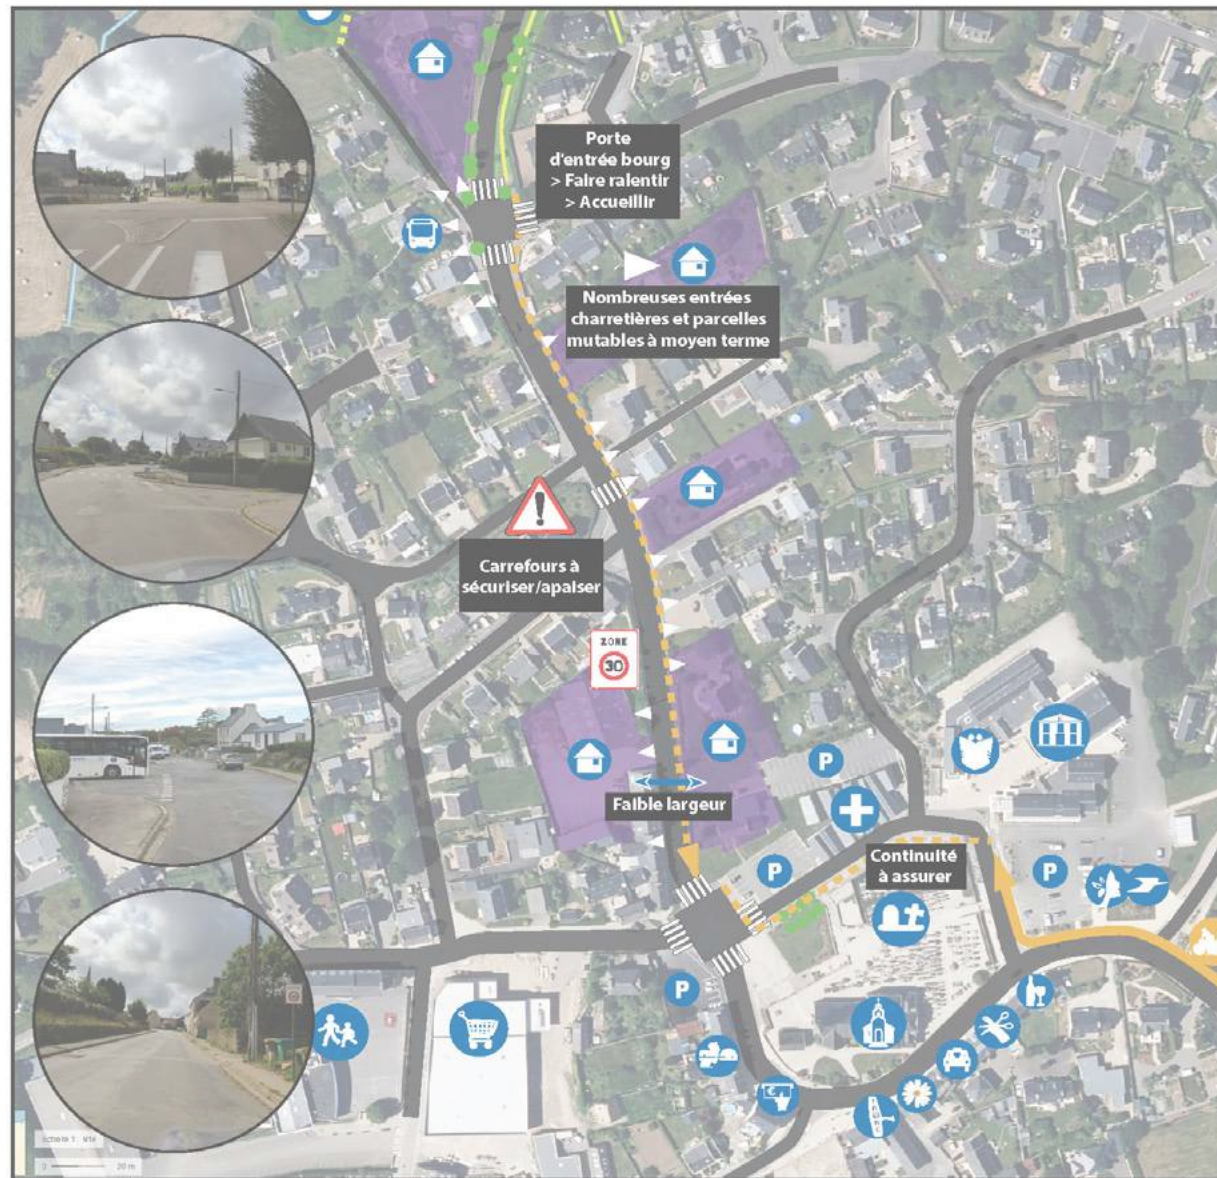 Porte
d'entrée bourg
> Faire ralentir
> Accueillir
Nombreuses entrées
charretières et parcelles
mutables à moyen terme
Carrefours à
sécuriser/apaiser
ZONE
30
Faible largeur
P
P
Continuité
à assurer
P
P
0
20 m